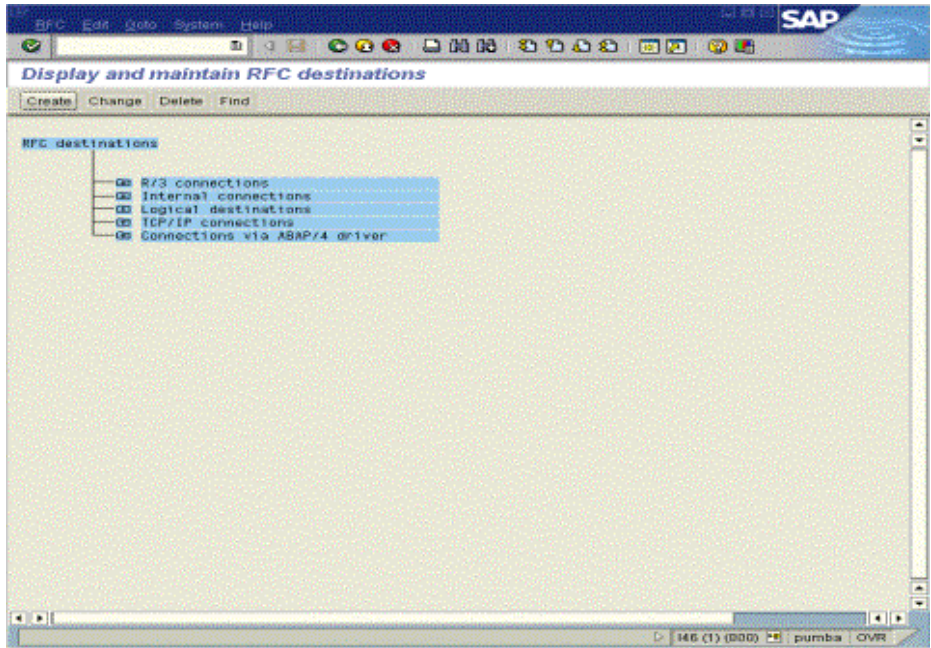 RFC Edit Goto System Help
SAP
Display and maintain RFC destinations
Create Change Delete Find
RFC destinations
R/3 connections
Internal connections
Logical destinations
TCP/IP connections
Connections via ABAP/4 driver
I46 (1) (000) pumba OVR